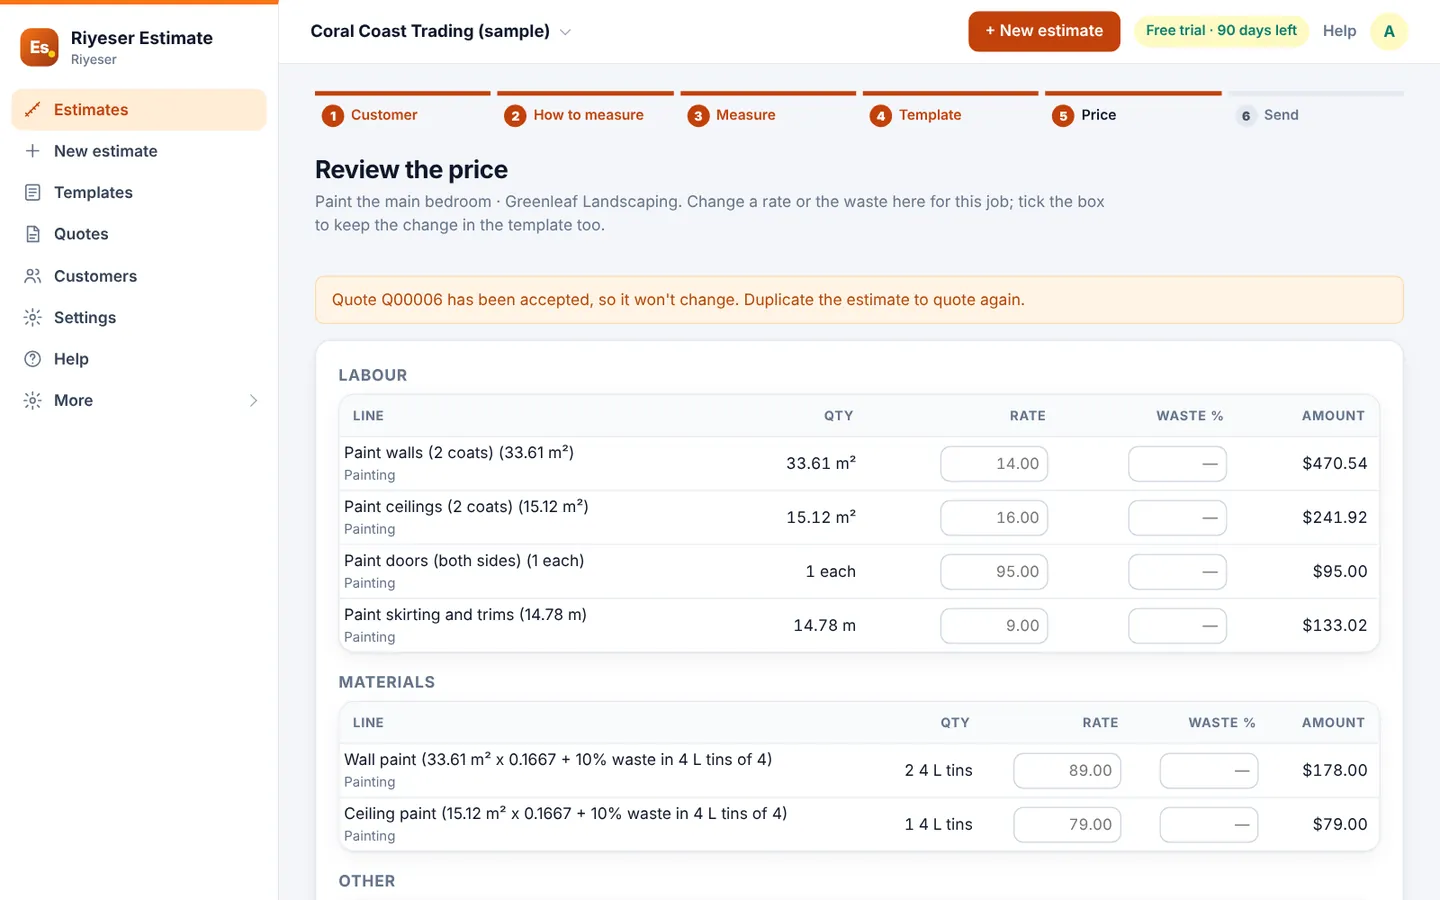 Es.
Riyeser Estimate
Riyeser
Estimates
New estimate
Templates
Quotes
Customers
Settings
Help
More
Coral Coast Trading (sample)
+ New estimate
Free trial · 90 days left
Help
A
1 Customer
2 How to measure
3 Measure
4 Template
5 Price
6 Send
Review the price
Paint the main bedroom · Greenleaf Landscaping. Change a rate or the waste here for this job; tick the box
to keep the change in the template too.
Quote Q00006 has been accepted, so it won't change. Duplicate the estimate to quote again.
LABOUR
LINE QTY RATE WASTE % AMOUNT
Paint walls (2 coats) (33.61 m²) 33.61 m² 14.00 — $470.54
Painting
Paint ceilings (2 coats) (15.12 m²) 15.12 m² 16.00 — $241.92
Painting
Paint doors (both sides) (1 each) 1 each 95.00 — $95.00
Painting
Paint skirting and trims (14.78 m) 14.78 m 9.00 — $133.02
Painting
MATERIALS
LINE QTY RATE WASTE % AMOUNT
Wall paint (33.61 m² x 0.1667 + 10% waste in 4 L tins of 4) 2 4 L tins 89.00 — $178.00
Painting
Ceiling paint (15.12 m² x 0.1667 + 10% waste in 4 L tins of 4) 1 4 L tins 79.00 — $79.00
Painting
OTHER